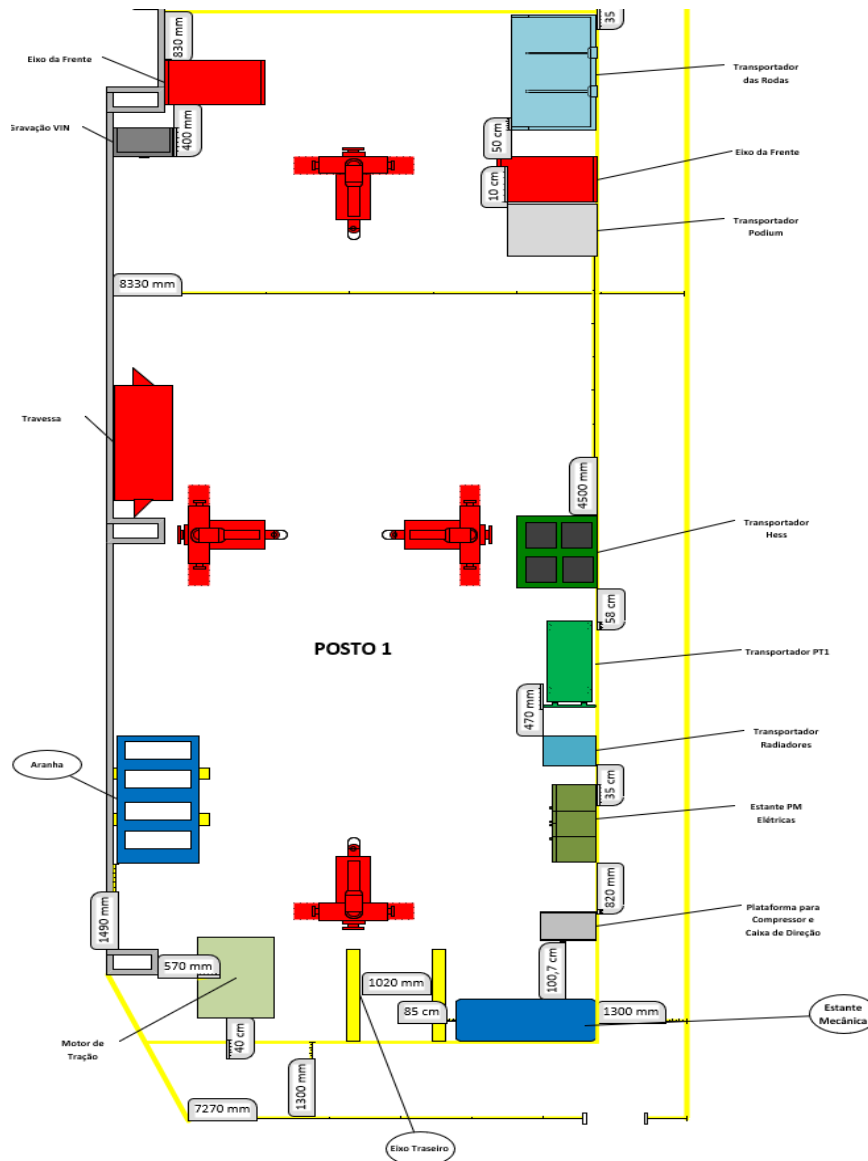 35
830 mm
Eixo da Frente
Transportador
das Rodas
Gravação VIN
400 mm
50 cm
Eixo da Frente
10 cm
Transportador
Podium
8330 mm
Travessa
4500 mm
Transportador
Hess
58 cm
POSTO 1
Transportador PT1
470 mm
Transportador
Radiadores
Aranha
35 cm
Estante PM
Elétricas
820 mm
1490 mm
Plataforma para
Compressor e
Caixa de Direção
570 mm
100,7 cm
1020 mm
85 cm
1300 mm
Estante
Mecânica
Motor de
Tração
40 cm
1300 mm
7270 mm
Eixo Traseiro